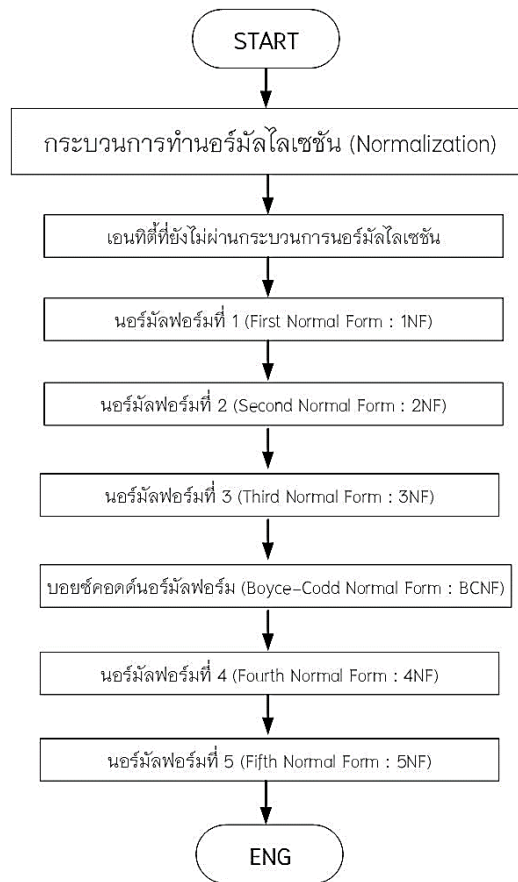 START
กระบวนการทำนอร์มัลไลเซชัน (Normalization)
เอนทิตี้ที่ยังไม่ผ่านกระบวนการนอร์มัลไลเซชัน
นอร์มัลฟอร์มที่ 1 (First Normal Form : 1NF)
นอร์มัลฟอร์มที่ 2 (Second Normal Form : 2NF)
นอร์มัลฟอร์มที่ 3 (Third Normal Form : 3NF)
บอยซ์คอดด์นอร์มัลฟอร์ม (Boyce-Codd Normal Form : BCNF)
นอร์มัลฟอร์มที่ 4 (Fourth Normal Form : 4NF)
นอร์มัลฟอร์มที่ 5 (Fifth Normal Form : 5NF)
ENG